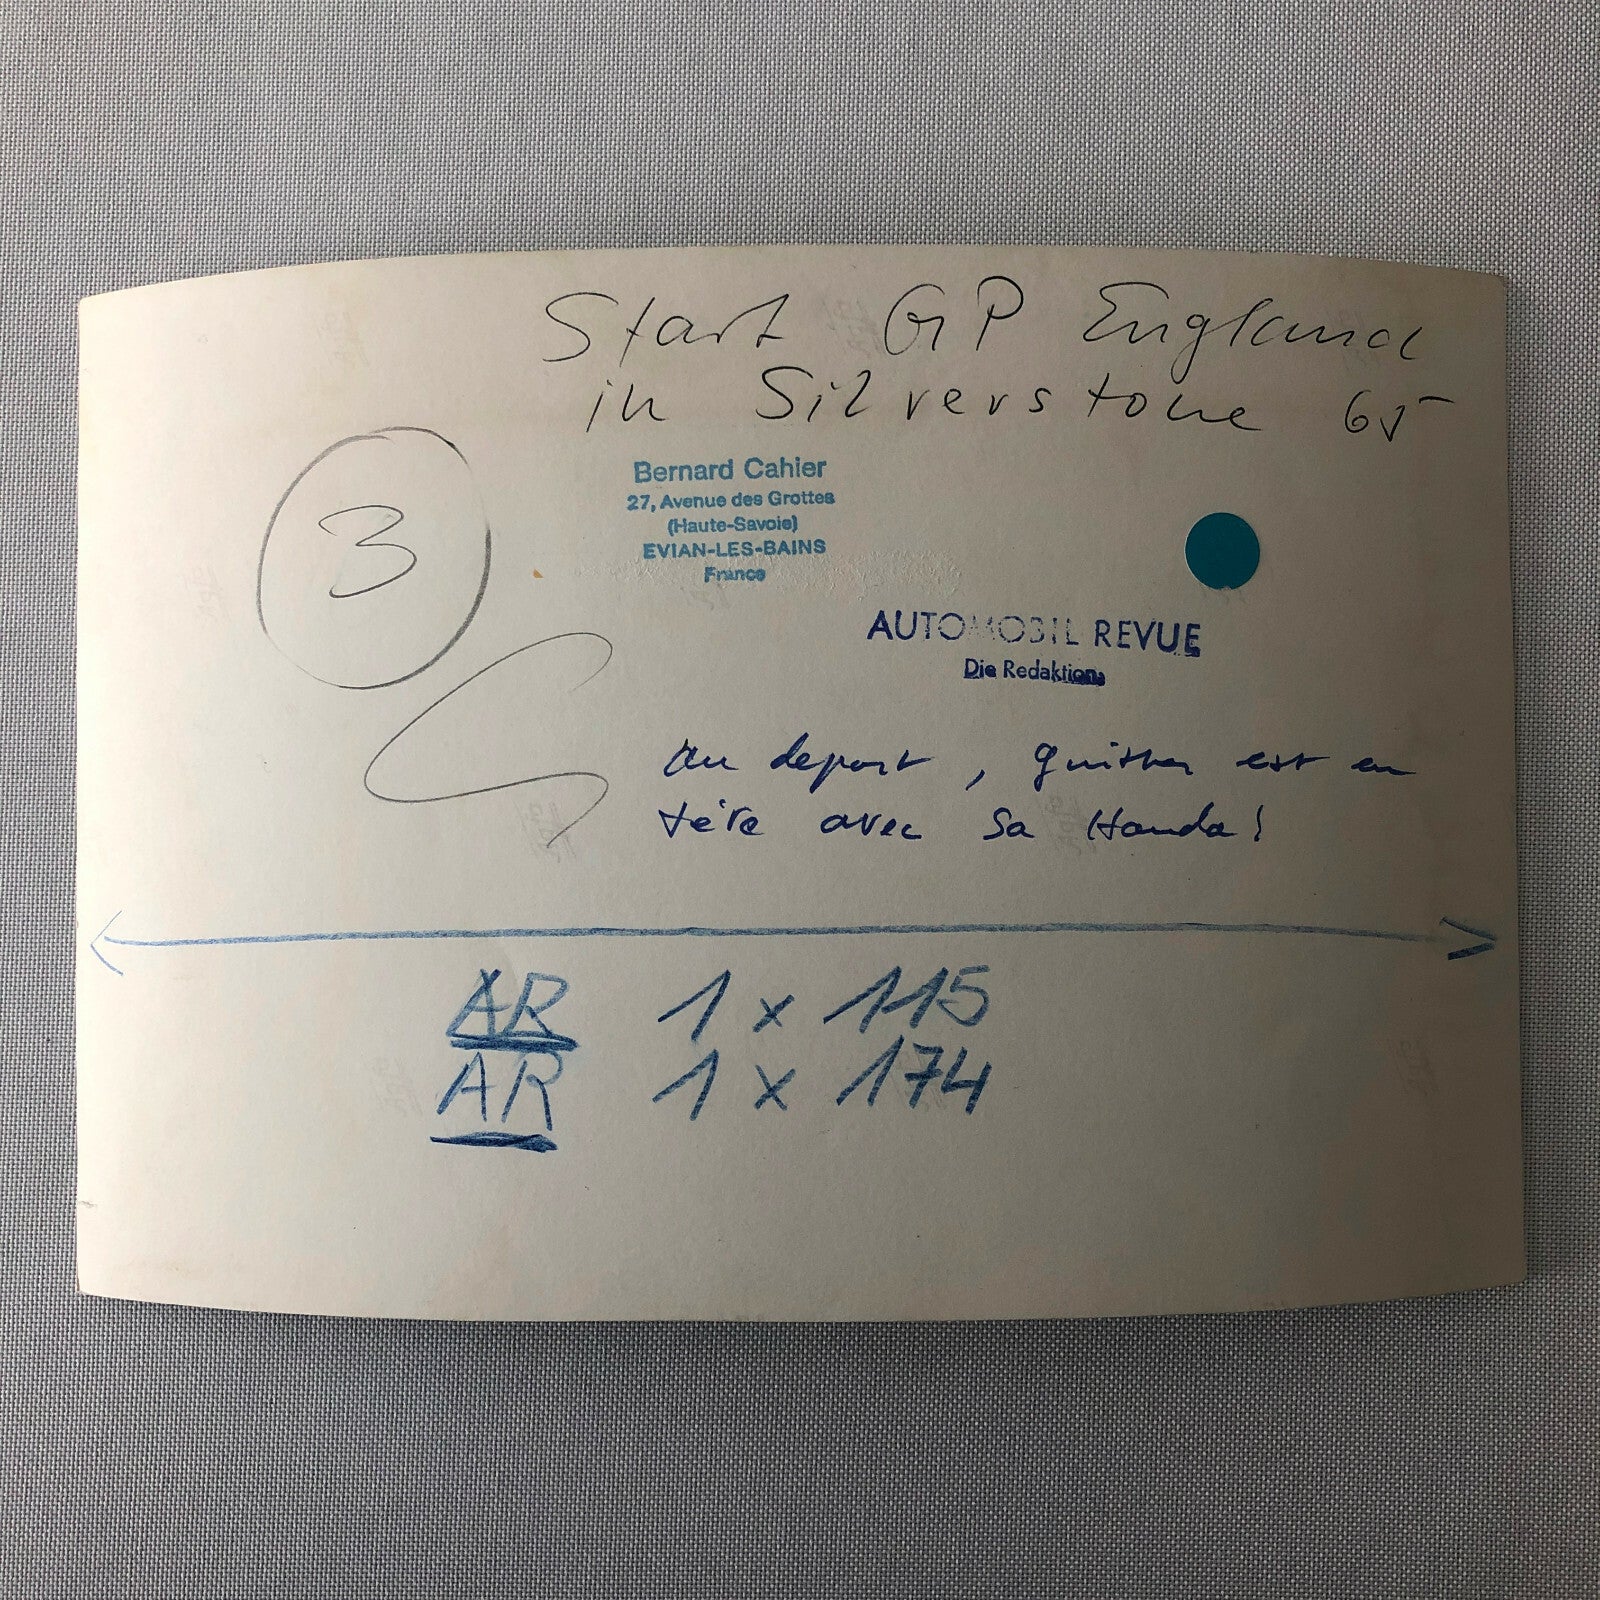 Start GP England
in Silverstone 65
3
Bernard Cahier
27, Avenue des Grottes
(Haute-Savoie)
EVIAN-LES-BAINS
France
AUTOMOBIL REVUE
Die Redaktion
au depart, guinther est en
tête avec sa Honda!
AR 1 x 115
AR 1 x 174